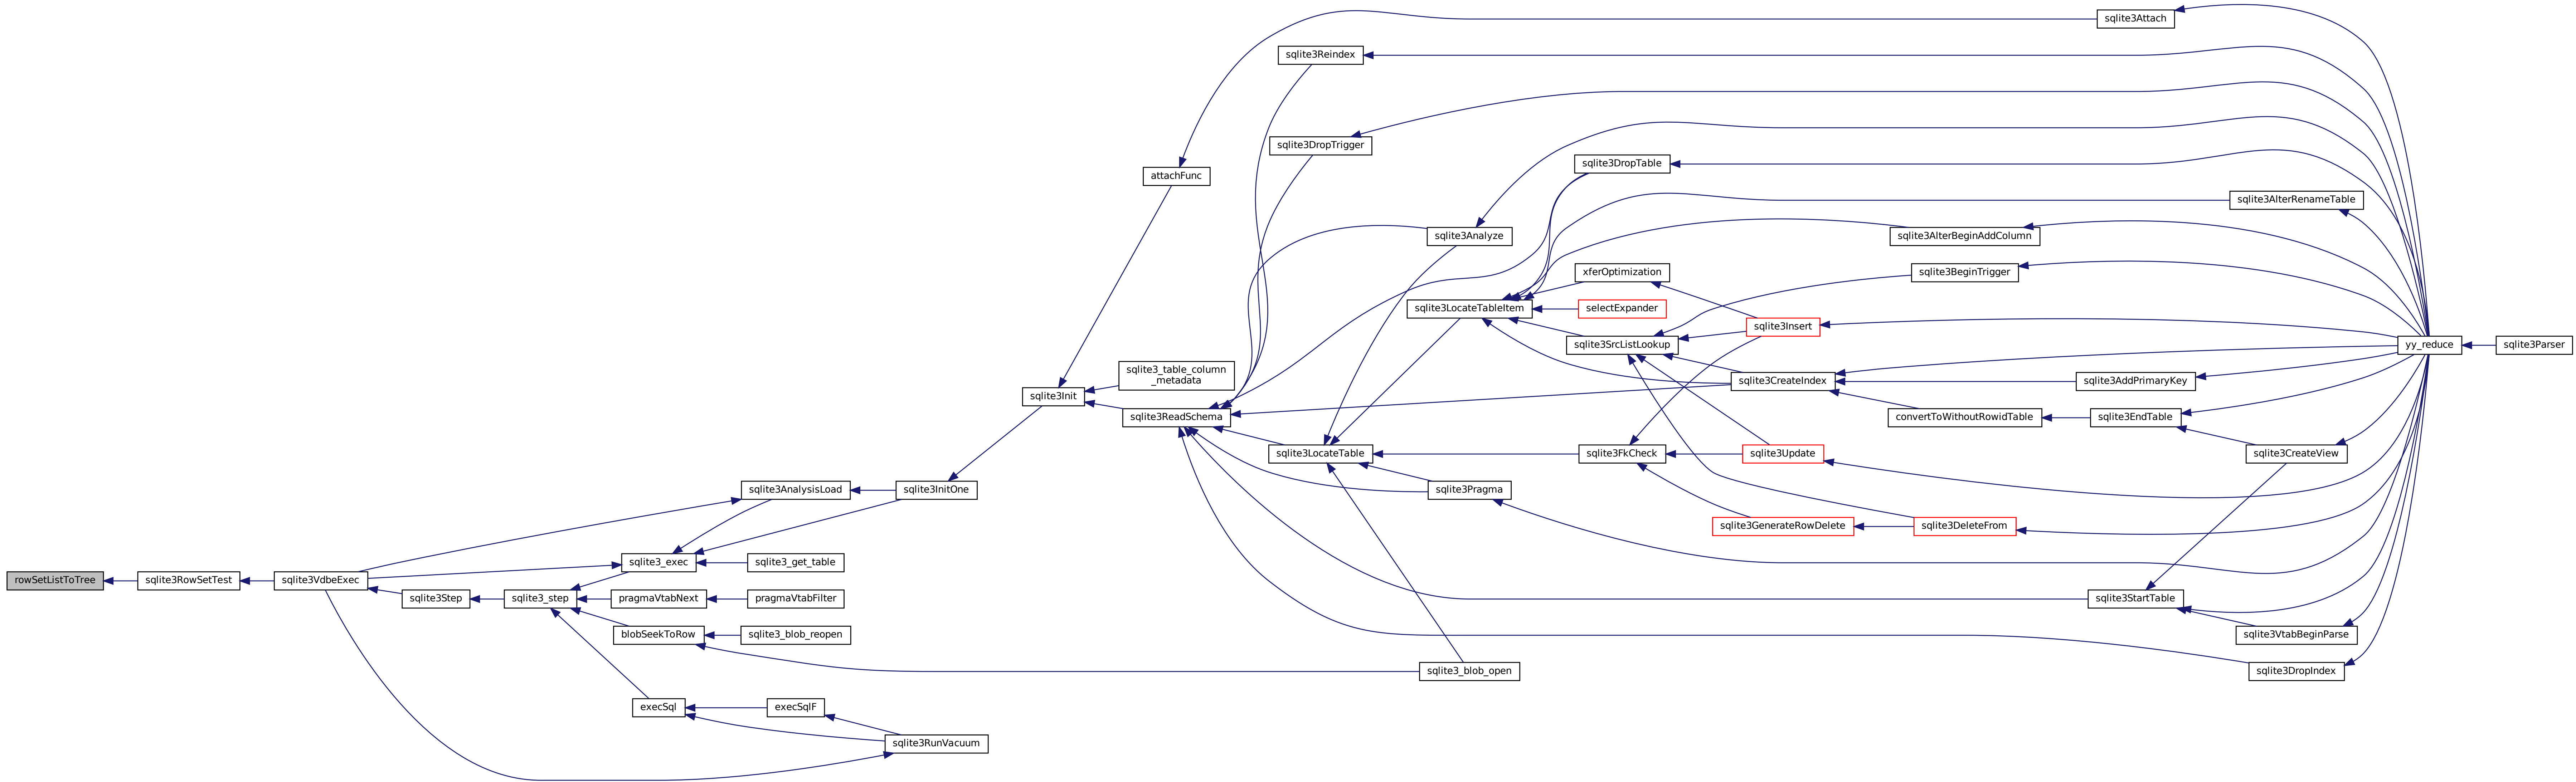 sqlite3Attach
sqlite3Reindex
sqlite3DropTrigger
sqlite3DropTable
attachFunc
sqlite3AlterRenameTable
sqlite3Analyze
sqlite3AlterBeginAddColumn
xferOptimization
sqlite3BeginTrigger
sqlite3LocateTableItem
selectExpander
sqlite3Insert
sqlite3SrcListLookup
yy_reduce
sqlite3Parser
sqlite3_table_column
_metadata
sqlite3CreateIndex
sqlite3AddPrimaryKey
sqlite3Init
sqlite3ReadSchema
convertToWithoutRowidTable
sqlite3EndTable
sqlite3LocateTable
sqlite3FkCheck
sqlite3Update
sqlite3CreateView
sqlite3AnalysisLoad
sqlite3InitOne
sqlite3Pragma
sqlite3GenerateRowDelete
sqlite3DeleteFrom
sqlite3_exec
sqlite3_get_table
rowSetListToTree
sqlite3RowSetTest
sqlite3VdbeExec
sqlite3Step
sqlite3_step
pragmaVtabNext
pragmaVtabFilter
sqlite3StartTable
blobSeekToRow
sqlite3_blob_reopen
sqlite3VtabBeginParse
sqlite3_blob_open
sqlite3DropIndex
execSql
execSqlF
sqlite3RunVacuum